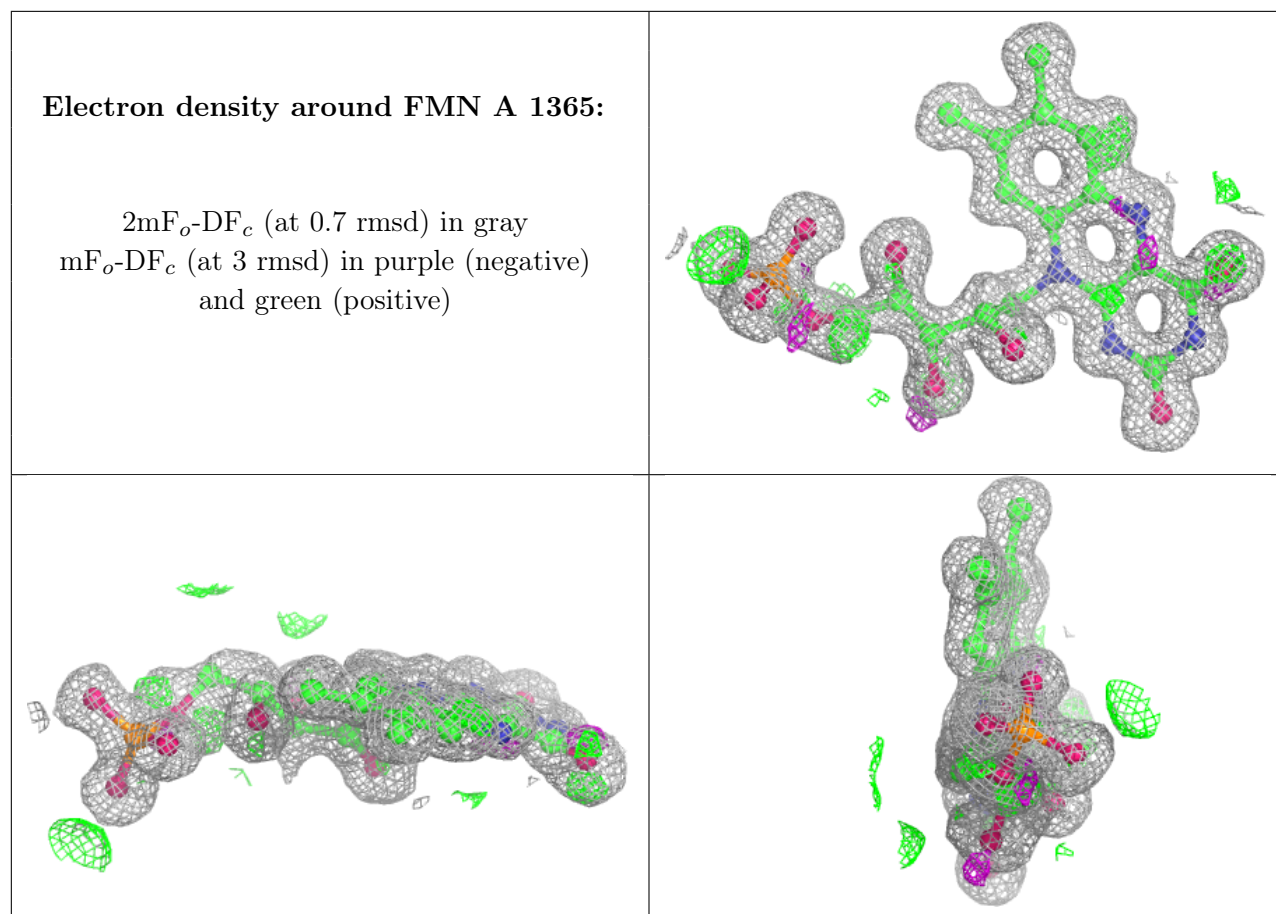 Electron density around FMN A 1365:
2mFo-DFc (at 0.7 rmsd) in gray
mFo-DFc (at 3 rmsd) in purple (negative)
and green (positive)